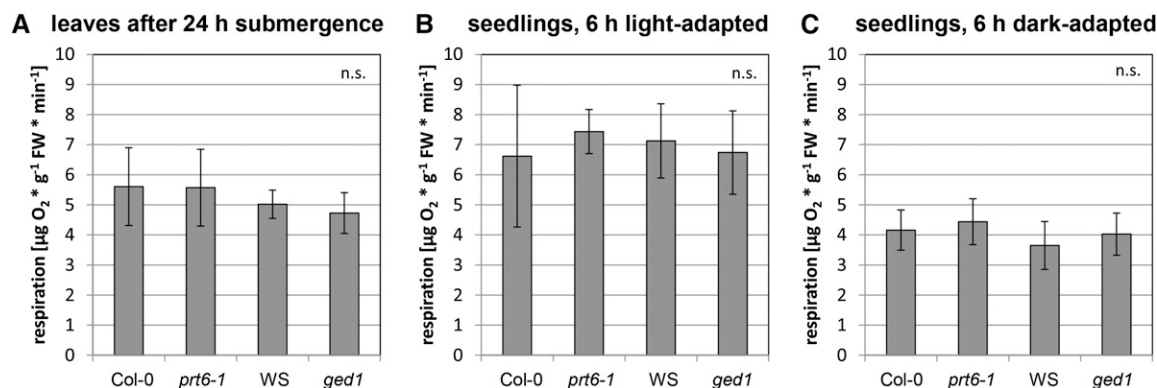 A leaves after 24 h submergence
respiration [µg O₂ * g⁻¹ FW * min⁻¹]
10
9
8
7
6
5
4
3
2
1
0
n.s.
Col-0 prt6-1 WS ged1
B seedlings, 6 h light-adapted
respiration [µg O₂ * g⁻¹ FW * min⁻¹]
10
9
8
7
6
5
4
3
2
1
0
n.s.
Col-0 prt6-1 WS ged1
C seedlings, 6 h dark-adapted
respiration [µg O₂ * g⁻¹ FW * min⁻¹]
10
9
8
7
6
5
4
3
2
1
0
n.s.
Col-0 prt6-1 WS ged1